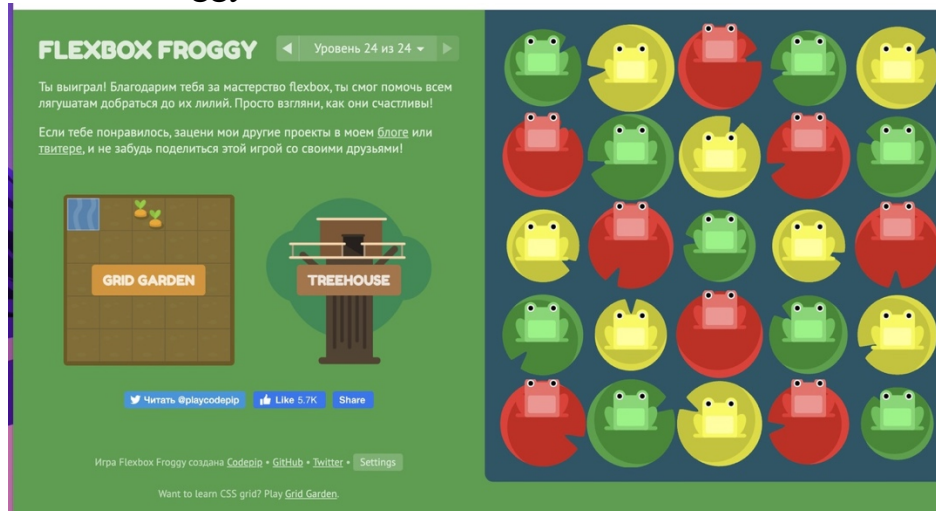 FLEXBOX FROGGY
Уровень 24 из 24
Ты выиграл! Благодарим тебя за мастерство flexbox, ты смог помочь всем
лягушатам добраться до их лилий. Просто взгляни, как они счастливы!
Если тебе понравилось, зацени мои другие проекты в моем блоге или
твитере, и не забудь поделиться этой игрой со своими друзьями!
GRID GARDEN
TREEHOUSE
Читать @playcodepip
Like 5.7K
Share
Игра Flexbox Froggy создана Codepip • GitHub • Twitter • Settings
Want to learn CSS grid? Play Grid Garden.